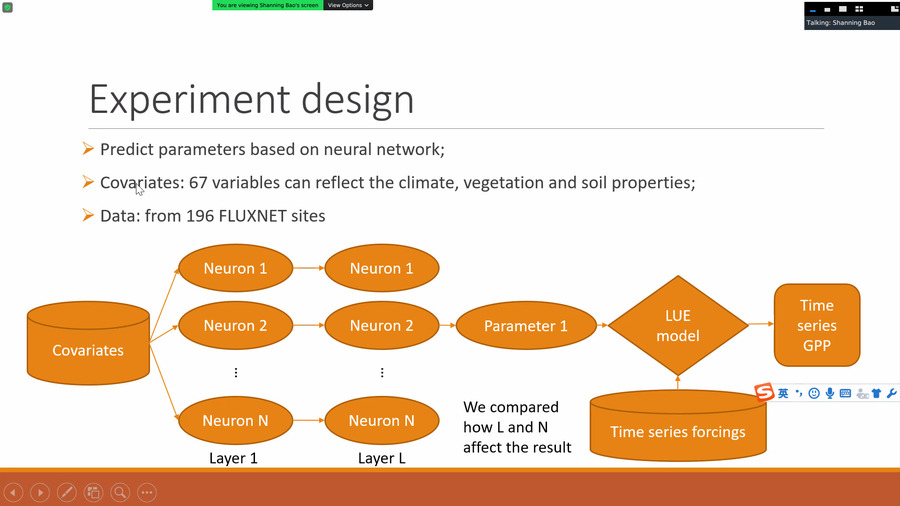 You are viewing Shanning Bao's screen
View Options
Talking: Shanning Bao
Experiment design
Predict parameters based on neural network;
Covariates: 67 variables can reflect the climate, vegetation and soil properties;
Data: from 196 FLUXNET sites
Neuron 1
Neuron 1
Neuron 2
Neuron 2
Parameter 1
LUE
model
Time
series
GPP
Covariates
⋮
⋮
Neuron N
Neuron N
We compared
how L and N
affect the result
Time series forcings
S 英
Layer 1
Layer L